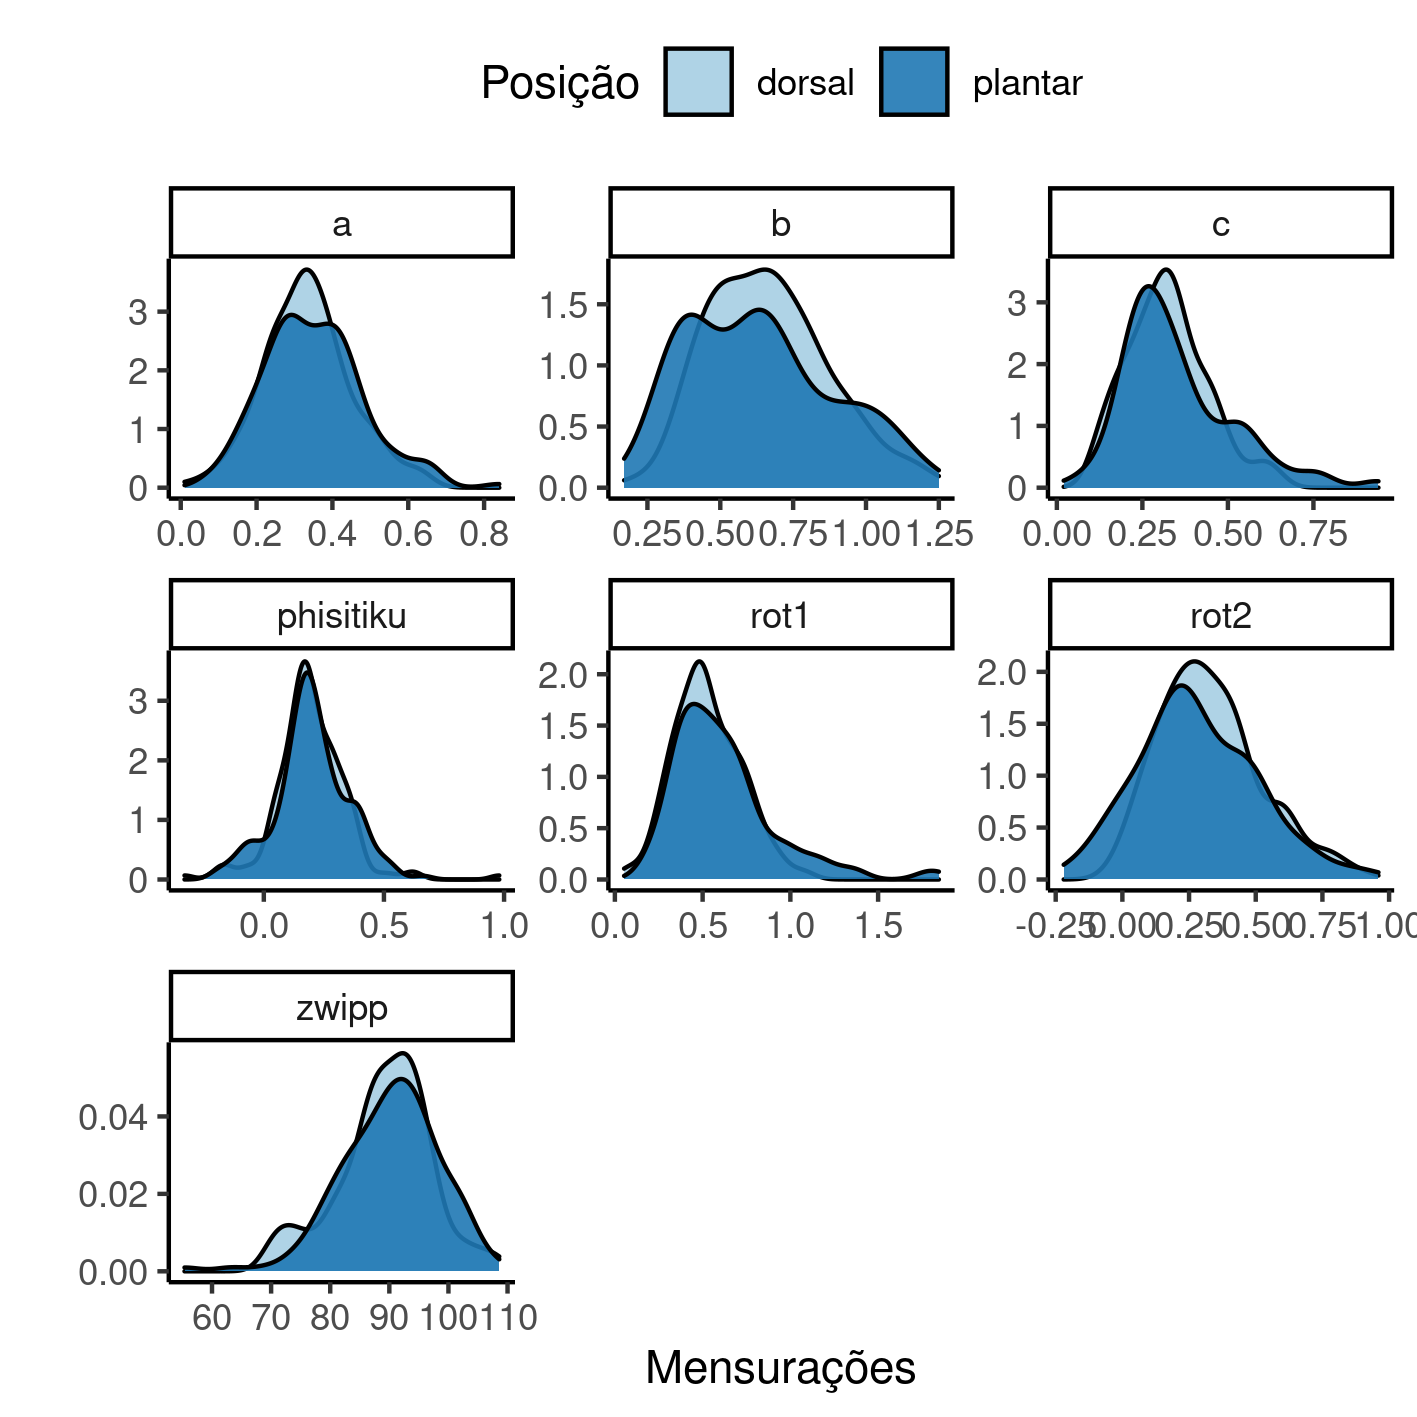 Posição dorsal plantar
a b c
3 2 1 0
1.5 1.0 0.5 0.0
3 2 1 0
0.0 0.2 0.4 0.6 0.8
0.25 0.50 0.75 1.00 1.25
0.00 0.25 0.50 0.75
phisitiku rot1 rot2
3 2 1 0
2.0 1.5 1.0 0.5 0.0
2.0 1.5 1.0 0.5 0.0
0.0 0.5 1.0
0.0 0.5 1.0 1.5
-0.25 0.00 0.25 0.50 0.75 1.00
zwipp
0.04 0.02 0.00
60 70 80 90 100 110
Mensurações